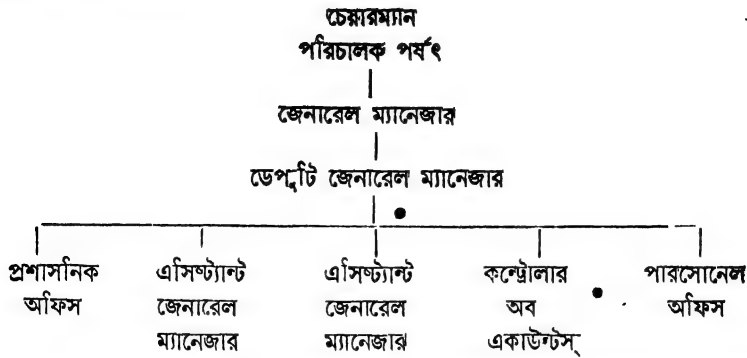 চেয়ারম্যান
পরিচালক পর্ষৎ
জেনারেল ম্যানেজার
ডেপুটি জেনারেল ম্যানেজার
প্রশাসনিক এসিষ্ট্যান্ট এসিষ্ট্যান্ট কন্ট্রোলার পারসোনেল
অফিস জেনারেল জেনারেল অব অফিস
ম্যানেজার ম্যানেজার একাউন্টস্